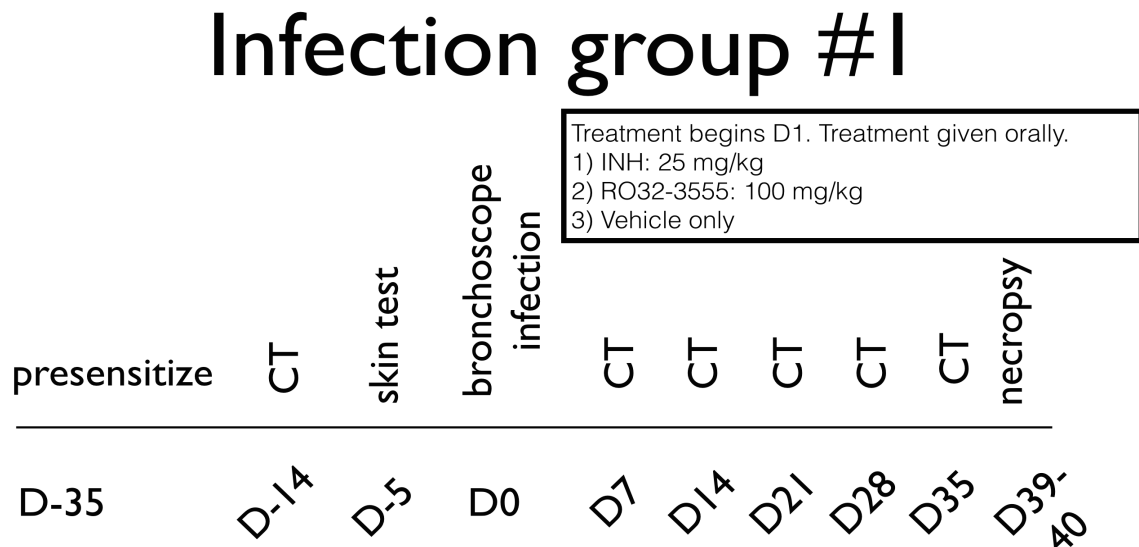 Infection group #1
Treatment begins D1. Treatment given orally.
1) INH: 25 mg/kg
2) RO32-3555: 100 mg/kg
3) Vehicle only
presensitize
CT
skin test
bronchoscope
infection
CT
CT
CT
CT
CT
necropsy
D-35
D-14
D-5
D0
D7
D14
D21
D28
D35
D39-
40